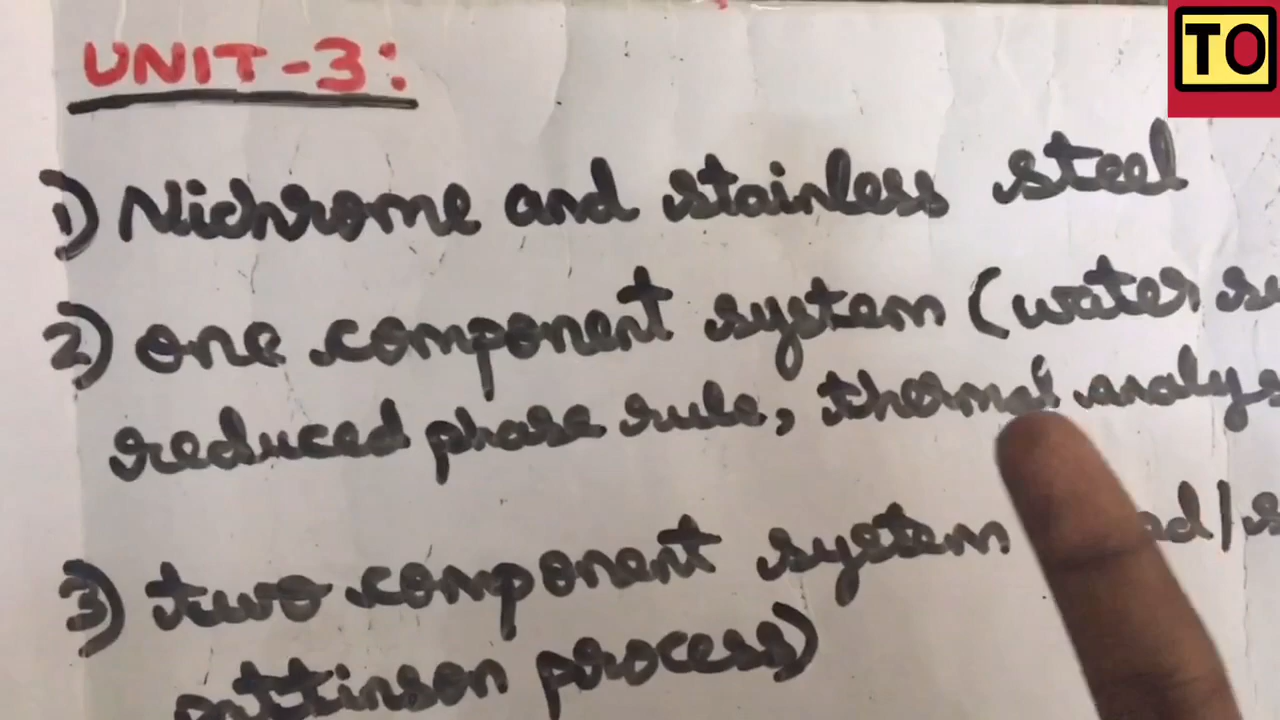 TO
UNIT-3:
1) Nichrome and stainless steel
2) one component system (water
reduced phase rule, thermal
3) two component system
pattinson process)